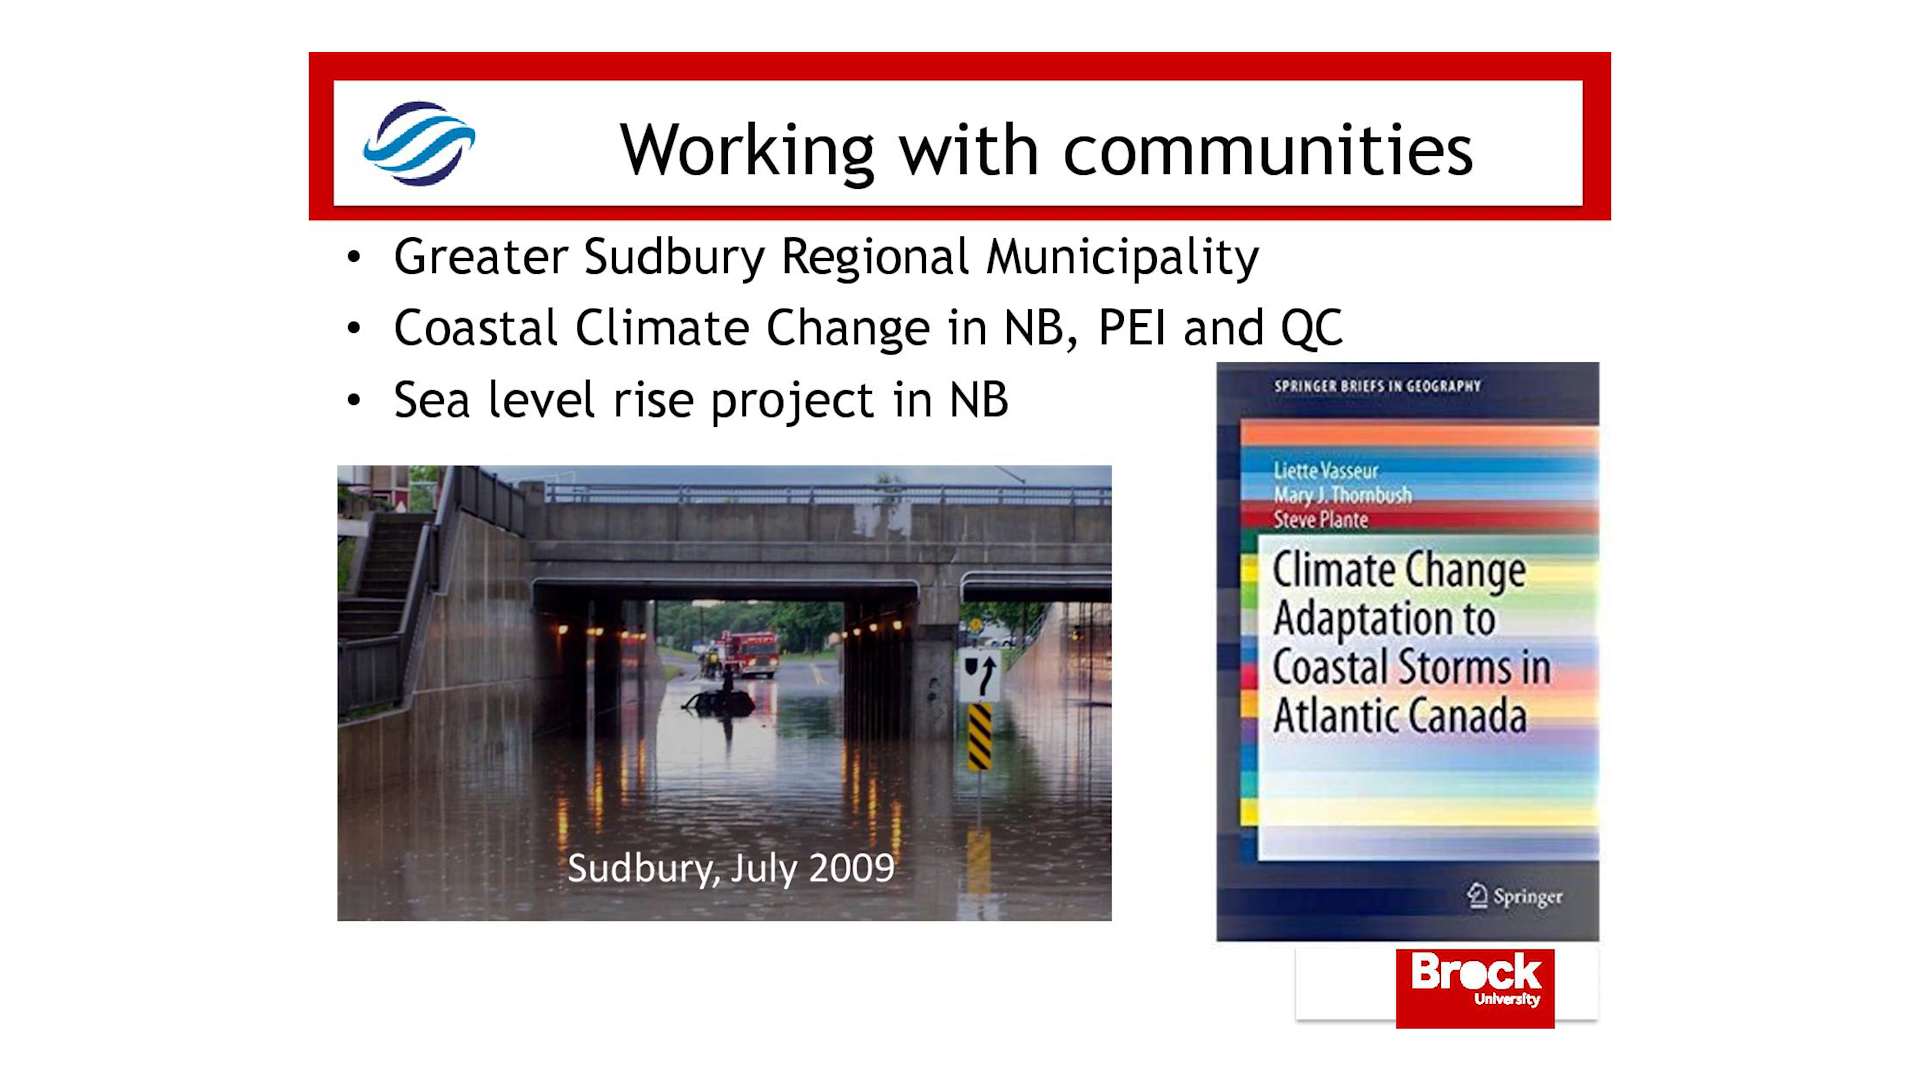 Working with communities
• Greater Sudbury Regional Municipality
• Coastal Climate Change in NB, PEI and QC
• Sea level rise project in NB
Sudbury, July 2009
SPRINGER BRIEFS IN GEOGRAPHY
Liette Vasseur
Mary J. Thornbush
Steve Plante
Climate Change
Adaptation to
Coastal Storms in
Atlantic Canada
Springer
Brock
University